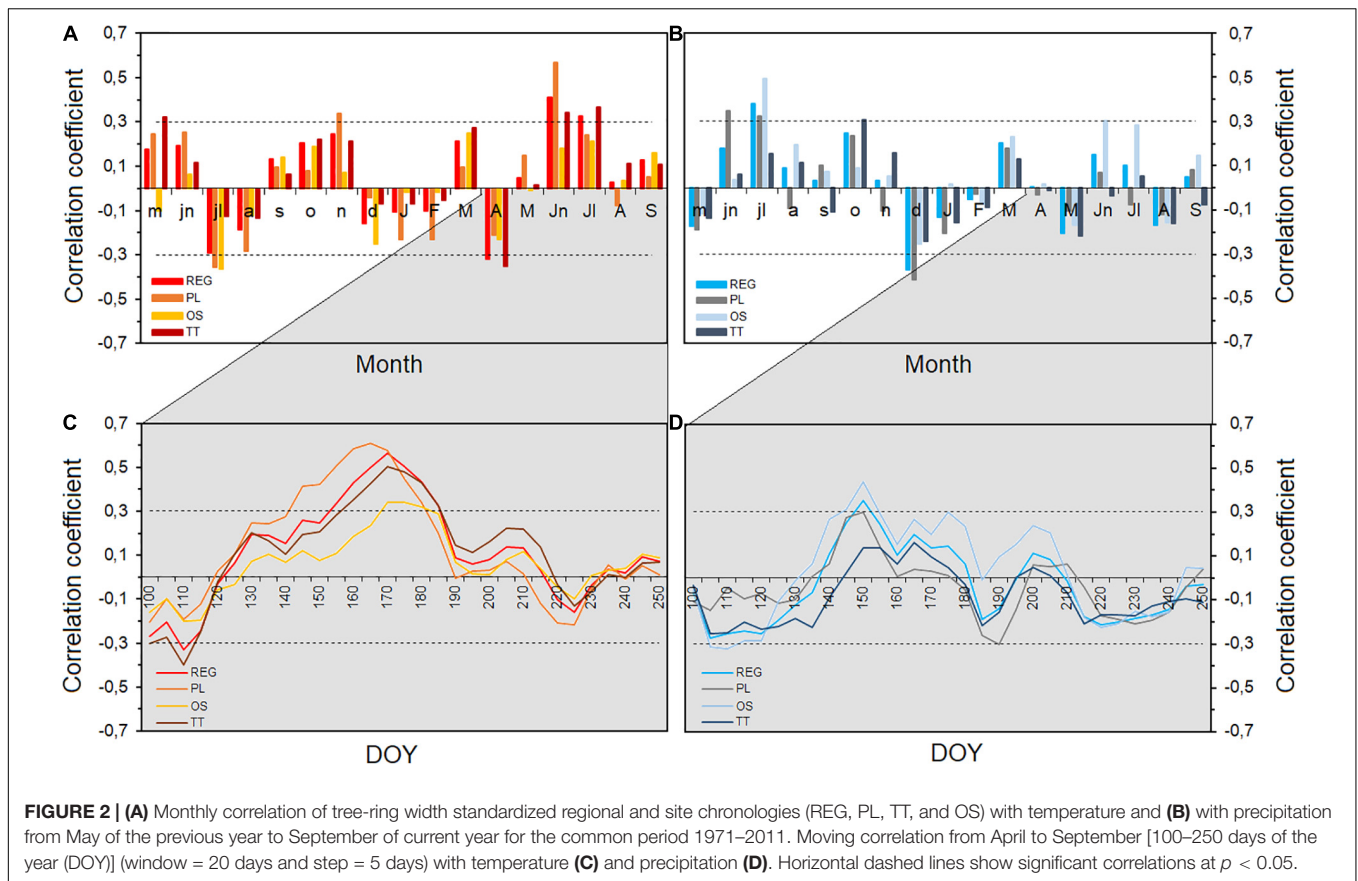 A
B
0,7
0,5
0,3
0,1
-0,1
-0,3
-0,5
-0,7
Correlation coefficient
m jn jl a s o n d J F M A M Jn Jl A S
REG
PL
OS
TT
Month
m jn jl a s o n d J F M A M Jn Jl A S
REG
PL
OS
TT
Month
0,7
0,5
0,3
0,1
-0,1
-0,3
-0,5
-0,7
Correlation coefficient
C
D
0,7
0,5
0,3
0,1
-0,1
-0,3
-0,5
-0,7
Correlation coefficient
100 110 120 130 140 150 160 170 180 190 200 210 220 230 240 250
REG
PL
OS
TT
DOY
100 110 120 130 140 150 160 170 180 190 200 210 220 230 240 250
REG
PL
OS
TT
DOY
0,7
0,5
0,3
0,1
-0,1
-0,3
-0,5
-0,7
Correlation coefficient
FIGURE 2 | (A) Monthly correlation of tree-ring width standardized regional and site chronologies (REG, PL, TT, and OS) with temperature and (B) with precipitation
from May of the previous year to September of current year for the common period 1971–2011. Moving correlation from April to September [100–250 days of the
year (DOY)] (window = 20 days and step = 5 days) with temperature (C) and precipitation (D). Horizontal dashed lines show significant correlations at p < 0.05.